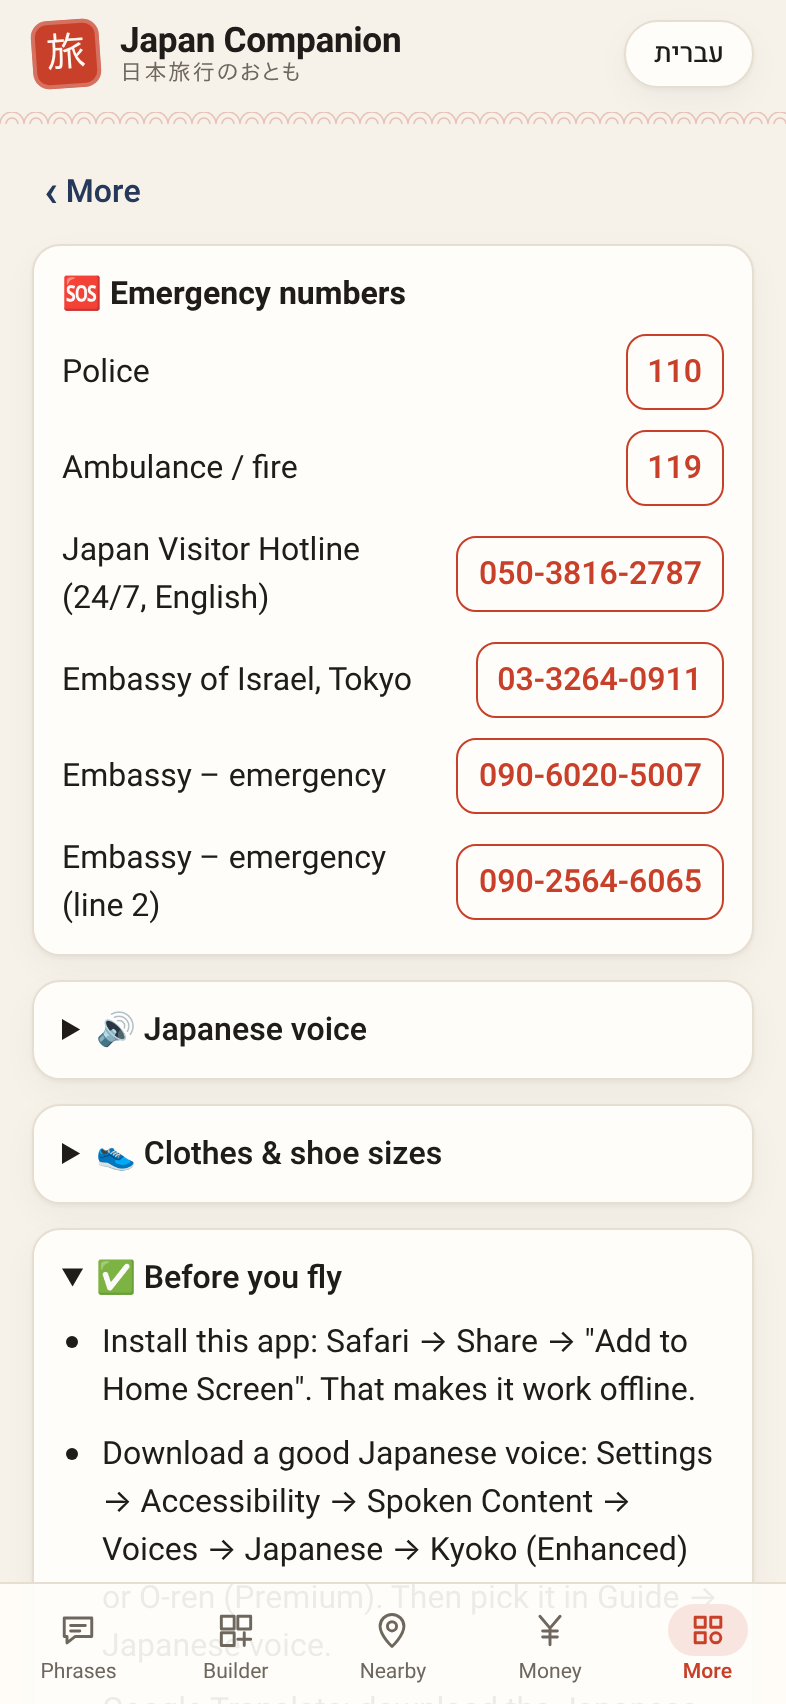 旅
Japan Companion
日本旅行のおとも
עברית
‹ More
🆘 Emergency numbers
Police
110
Ambulance / fire
119
Japan Visitor Hotline
(24/7, English)
050-3816-2787
Embassy of Israel, Tokyo
03-3264-0911
Embassy – emergency
090-6020-5007
Embassy – emergency
(line 2)
090-2564-6065
▶ 🔊 Japanese voice
▶ 👟 Clothes & shoe sizes
▼ ✅ Before you fly
• Install this app: Safari → Share → "Add to
Home Screen". That makes it work offline.
• Download a good Japanese voice: Settings
→ Accessibility → Spoken Content →
Voices → Japanese → Kyoko (Enhanced)
or O-ren (Premium). Then pick it in Guide →
Japanese voice.
Phrases
Builder
Nearby
Money
More